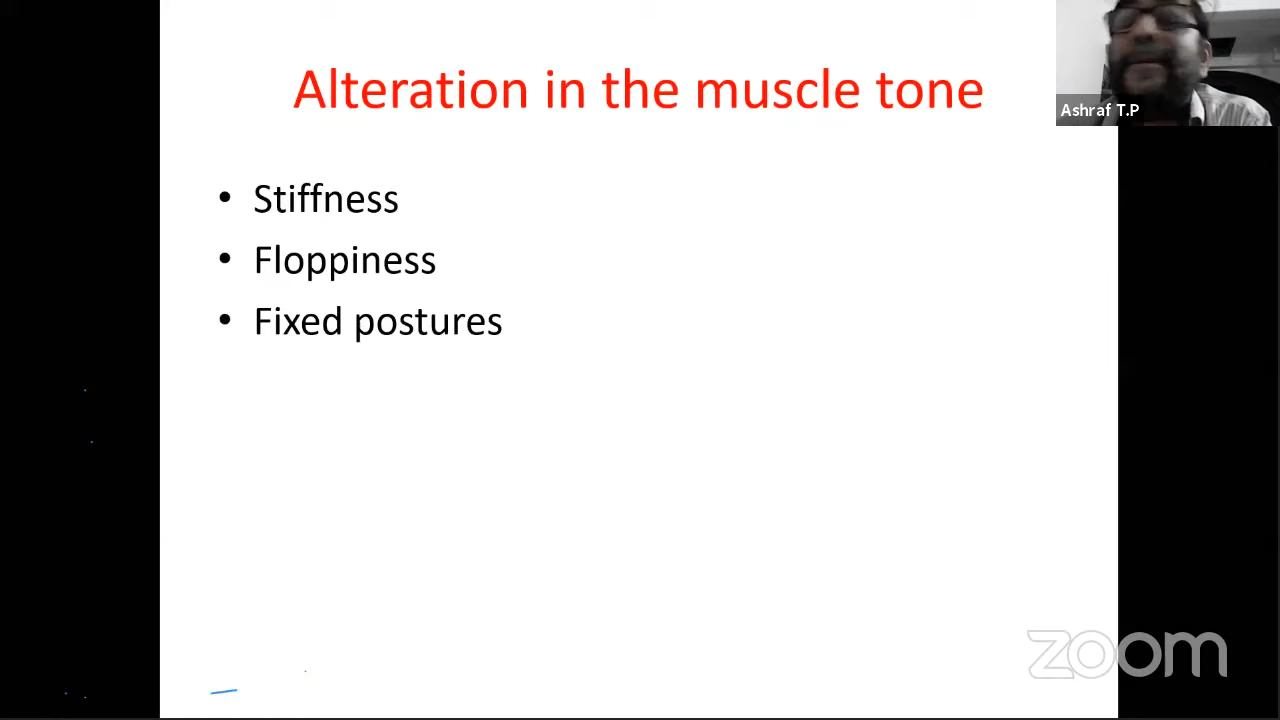 Alteration in the muscle tone
Ashraf T.P
• Stiffness
• Floppiness
• Fixed postures
zoom